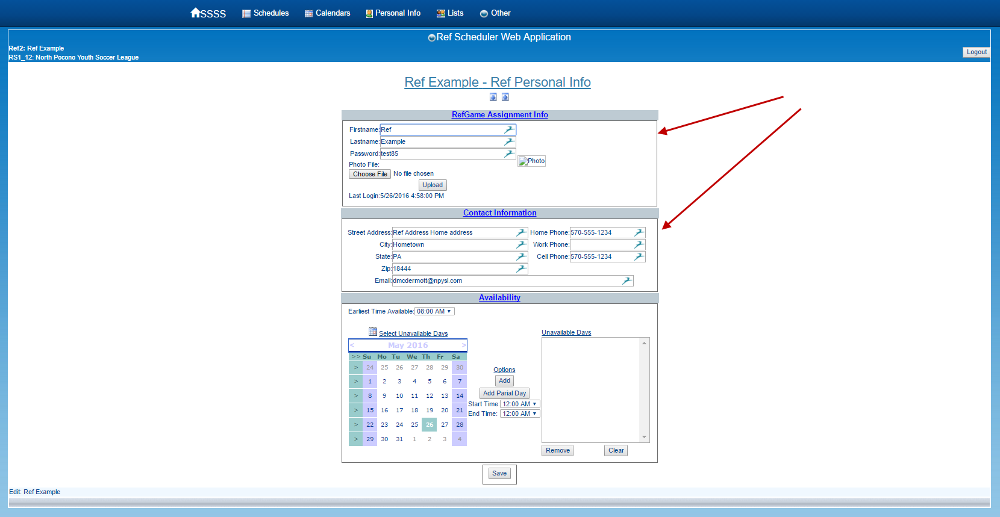 SSSS Schedules Calendars Personal Info Lists Other
Ref Scheduler Web Application
Ref2: Ref Example
RS1_12: North Pocono Youth Soccer League
Logout
Ref Example - Ref Personal Info
RefGame Assignment Info
Firstname: Ref
Lastname: Example
Password: test85
Photo
Photo File:
Choose File No file chosen
Upload
Last Login:5/26/2016 4:58:00 PM
Contact Information
Street Address: Ref Address Home address Home Phone: 570-555-1234
City: Hometown Work Phone:
State: PA Cell Phone: 570-555-1234
Zip: 18444
Email: dmcdermott@npysl.com
Availability
Earliest Time Available: 08:00 AM
Select Unavailable Days
< May 2016 >
>> Su Mo Tu We Th Fr Sa
> 24 25 26 27 28 29 30
> 1 2 3 4 5 6 7
> 8 9 10 11 12 13 14
> 15 16 17 18 19 20 21
> 22 23 24 25 26 27 28
> 29 30 31 1 2 3 4
Options
Add
Add Parial Day
Start Time: 12:00 AM
End Time: 12:00 AM
Unavailable Days
Remove Clear
Save
Edit: Ref Example